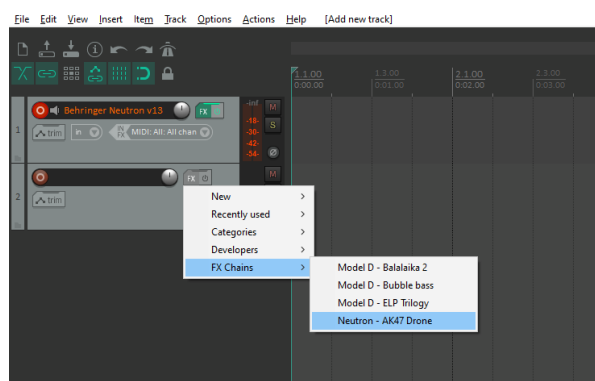 File Edit View Insert Item Track Options Actions Help [Add new track]
1.1.00 1.3.00 2.1.00 2.3.00
0:00.00 0:01.00 0:02.00 0:03.00
1 Behringer Neutron v13 FX -inf M
trim in IN FX MIDI: All: All chan -18- S
-30-
-42-
-54-
2 FX M
trim
New
Recently used
Categories
Developers
FX Chains
Model D - Balalaika 2
Model D - Bubble bass
Model D - ELP Trilogy
Neutron - AK47 Drone